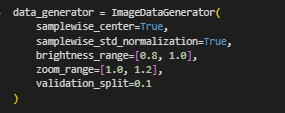 data_generator = ImageDataGenerator(
    samplewise_center=True,
    samplewise_std_normalization=True,
    brightness_range=[0.8, 1.0],
    zoom_range=[1.0, 1.2],
    validation_split=0.1
)